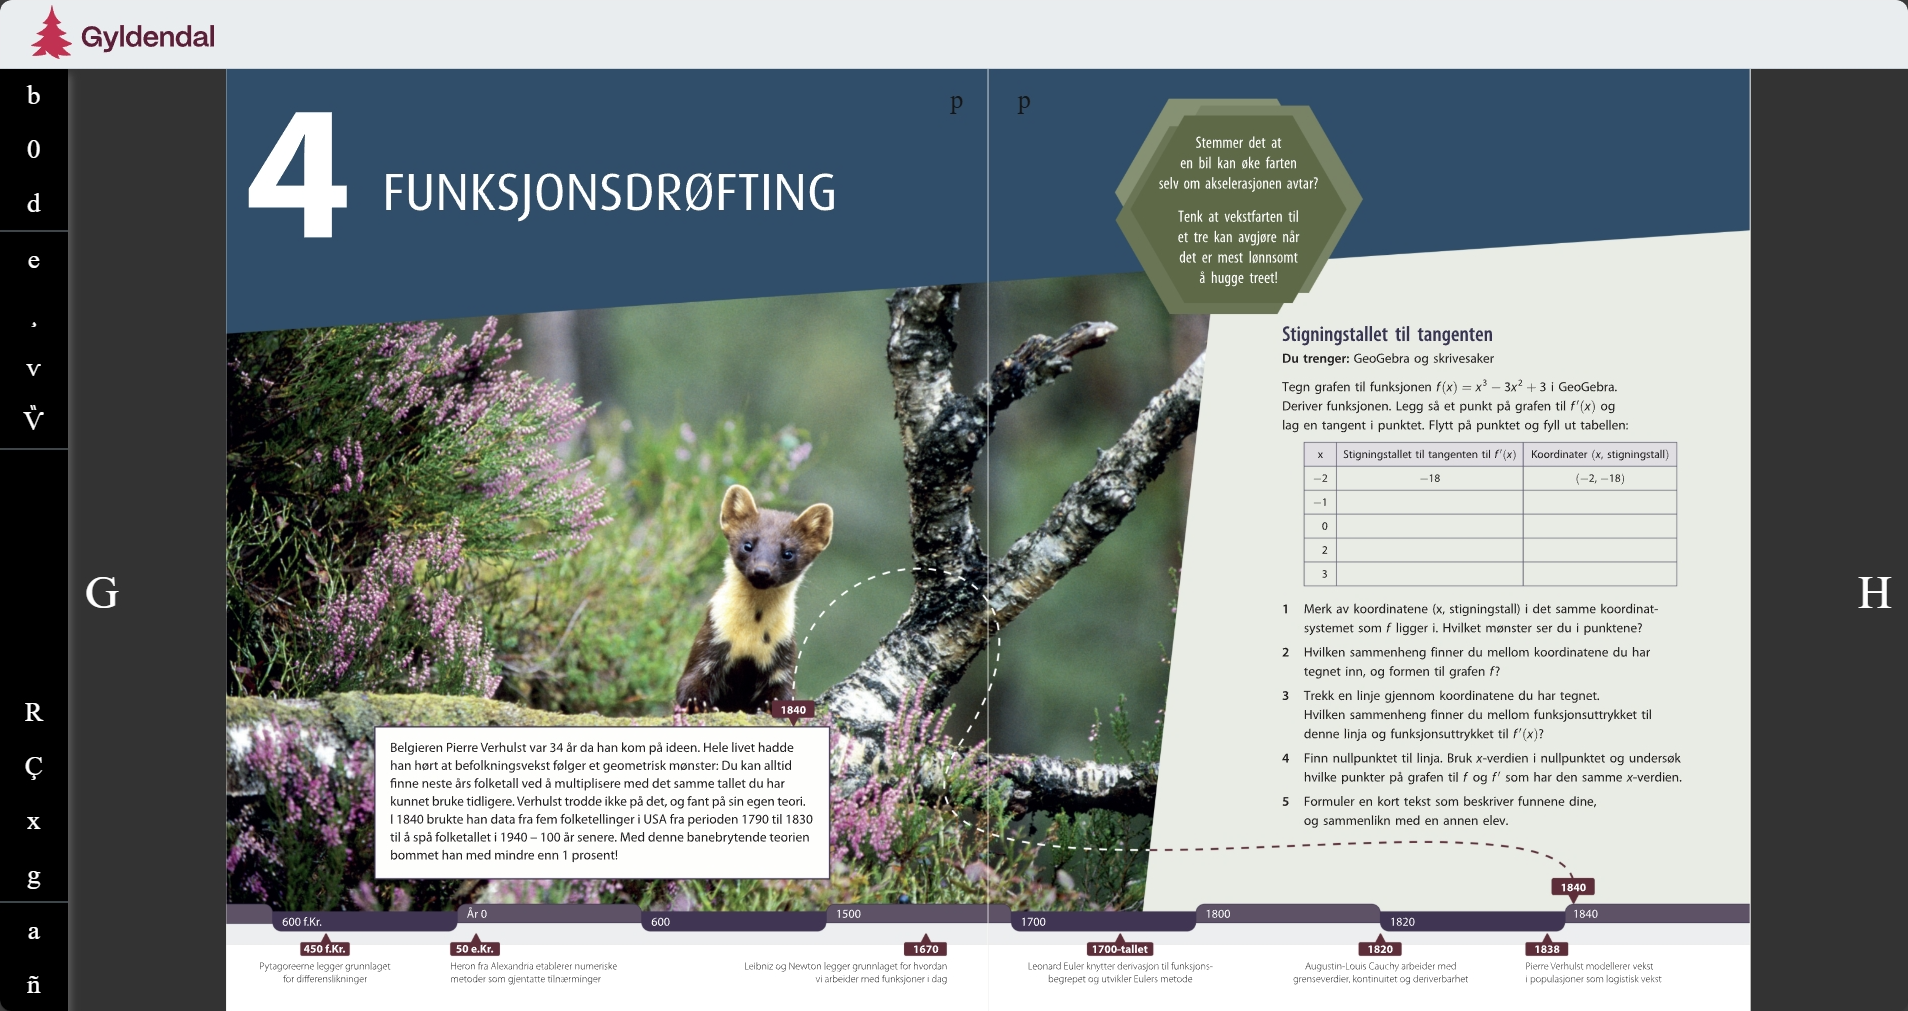 Gyldendal
b
0
d
e
¸
v
R
Ç
x
g
a
ñ
G
H
p
p
4 FUNKSJONSDRØFTING
Stemmer det at
en bil kan øke farten
selv om akselerasjonen avtar?
Tenk at vekstfarten til
et tre kan avgjøre når
det er mest lønnsomt
å hugge treet!
1840
Belgieren Pierre Verhulst var 34 år da han kom på ideen. Hele livet hadde
han hørt at befolkningsvekst følger et geometrisk mønster: Du kan alltid
finne neste års folketall ved å multiplisere med det samme tallet du har
kunnet bruke tidligere. Verhulst trodde ikke på det, og fant på sin egen teori.
I 1840 brukte han data fra fem folketellinger i USA fra perioden 1790 til 1830
til å spå folketallet i 1940 – 100 år senere. Med denne banebrytende teorien
bommet han med mindre enn 1 prosent!
Stigningstallet til tangenten
Du trenger: GeoGebra og skrivesaker
Tegn grafen til funksjonen f(x) = x³ − 3x² + 3 i GeoGebra.
Deriver funksjonen. Legg så et punkt på grafen til f′(x) og
lag en tangent i punktet. Flytt på punktet og fyll ut tabellen:
x Stigningstallet til tangenten til f′(x) Koordinater (x, stigningstall)
−2 −18 (−2, −18)
−1
0
2
3
1 Merk av koordinatene (x, stigningstall) i det samme koordinat-
systemet som f ligger i. Hvilket mønster ser du i punktene?
2 Hvilken sammenheng finner du mellom koordinatene du har
tegnet inn, og formen til grafen f?
3 Trekk en linje gjennom koordinatene du har tegnet.
Hvilken sammenheng finner du mellom funksjonsuttrykket til
denne linja og funksjonsuttrykket til f′(x)?
4 Finn nullpunktet til linja. Bruk x-verdien i nullpunktet og undersøk
hvilke punkter på grafen til f og f′ som har den samme x-verdien.
5 Formuler en kort tekst som beskriver funnene dine,
og sammenlikn med en annen elev.
1840
600 f.Kr. År 0 600 1500 1700 1800 1820 1840
450 f.Kr.
Pytagoreerne legger grunnlaget
for differenslikninger
50 e.Kr.
Heron fra Alexandria etablerer numeriske
metoder som gjentatte tilnærminger
1670
Leibniz og Newton legger grunnlaget for hvordan
vi arbeider med funksjoner i dag
1700-tallet
Leonard Euler knytter derivasjon til funksjons-
begrepet og utvikler Eulers metode
1820
Augustin-Louis Cauchy arbeider med
grenseverdier, kontinuitet og deriverbarhet
1838
Pierre Verhulst modellerer vekst
i populasjoner som logistisk vekst